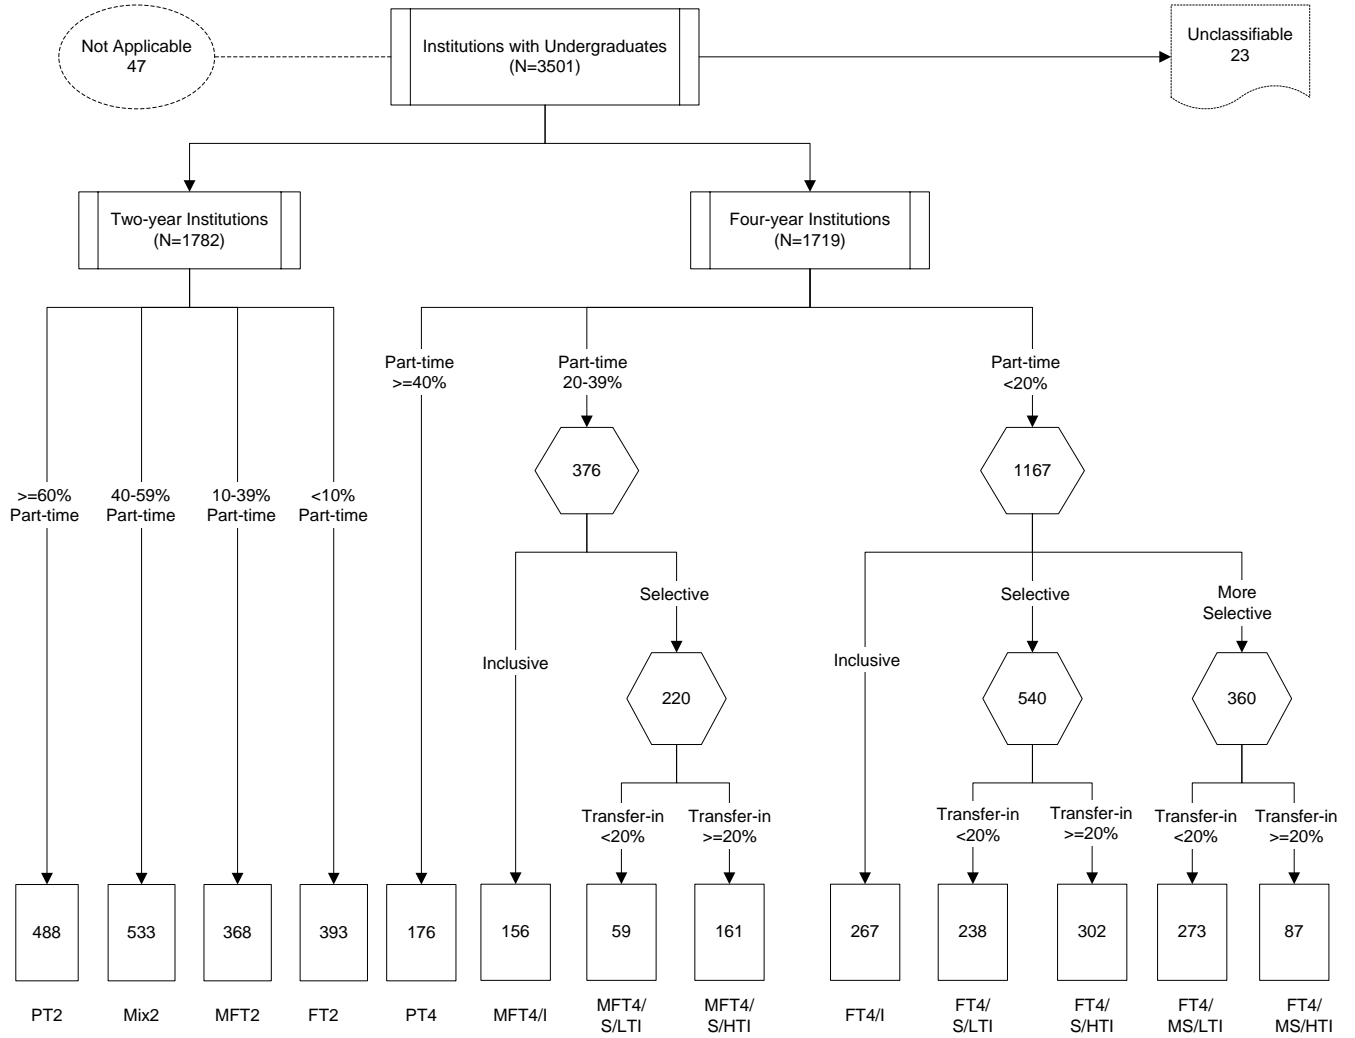 Not Applicable
47
Institutions with Undergraduates
(N=3501)
Unclassifiable
23
Two-year Institutions
(N=1782)
Four-year Institutions
(N=1719)
Part-time
>=40%
Part-time
20-39%
Part-time
<20%
376
1167
>=60%
Part-time
40-59%
Part-time
10-39%
Part-time
<10%
Part-time
Selective
Selective
More
Selective
Inclusive
Inclusive
220
540
360
Transfer-in
<20%
Transfer-in
>=20%
Transfer-in
<20%
Transfer-in
>=20%
Transfer-in
<20%
Transfer-in
>=20%
488
533
368
393
176
156
59
161
267
238
302
273
87
PT2
Mix2
MFT2
FT2
PT4
MFT4/I
MFT4/
S/LTI
MFT4/
S/HTI
FT4/I
FT4/
S/LTI
FT4/
S/HTI
FT4/
MS/LTI
FT4/
MS/HTI